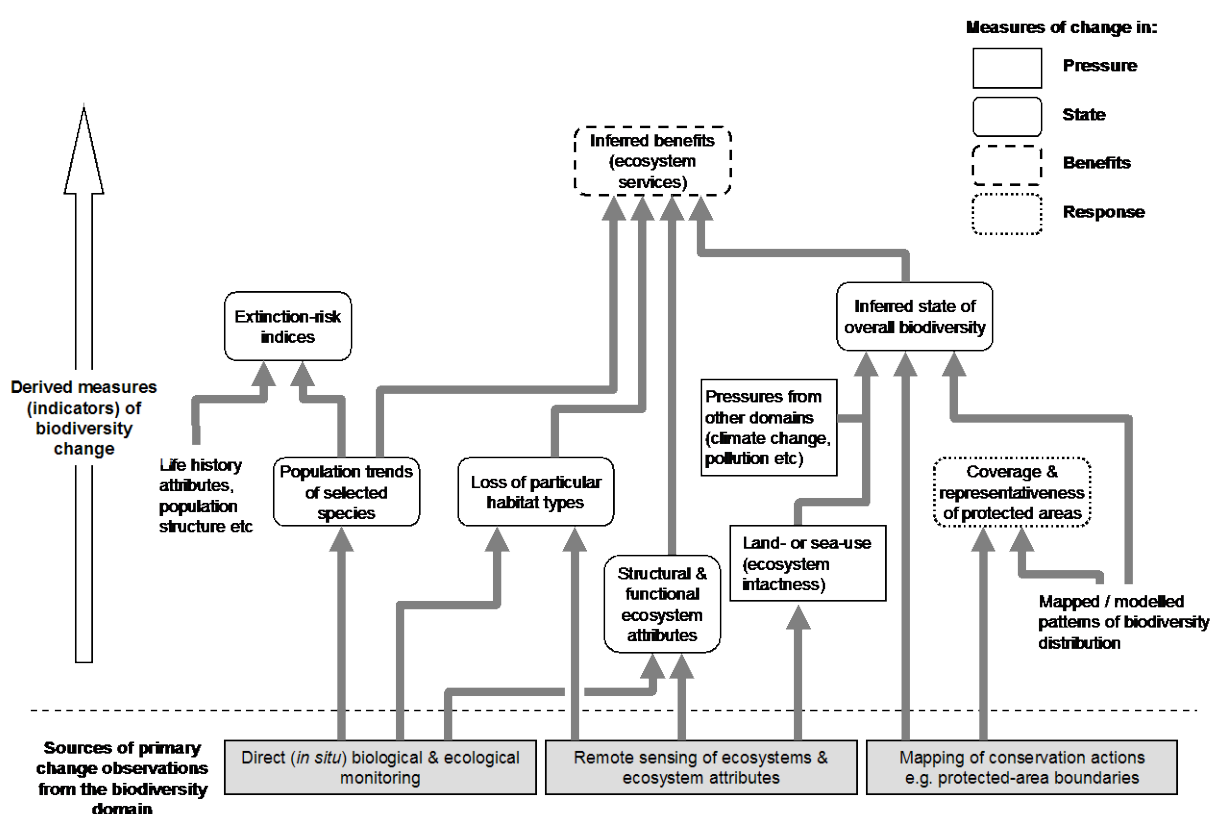 Measures of change in:
Pressure
State
Benefits
Response
Inferred benefits
(ecosystem
services)
Extinction-risk
indices
Inferred state of
overall biodiversity
Derived measures
(indicators) of
biodiversity
change
Pressures from
other domains
(climate change,
pollution etc)
Life history
attributes,
population
structure etc
Population trends
of selected
species
Loss of particular
habitat types
Coverage &
representativeness
of protected areas
Land- or sea-use
(ecosystem
intactness)
Structural &
functional
ecosystem
attributes
Mapped / modelled
patterns of biodiversity
distribution
Sources of primary
change observations
from the biodiversity
domain
Direct (in situ) biological & ecological
monitoring
Remote sensing of ecosystems &
ecosystem attributes
Mapping of conservation actions
e.g. protected-area boundaries